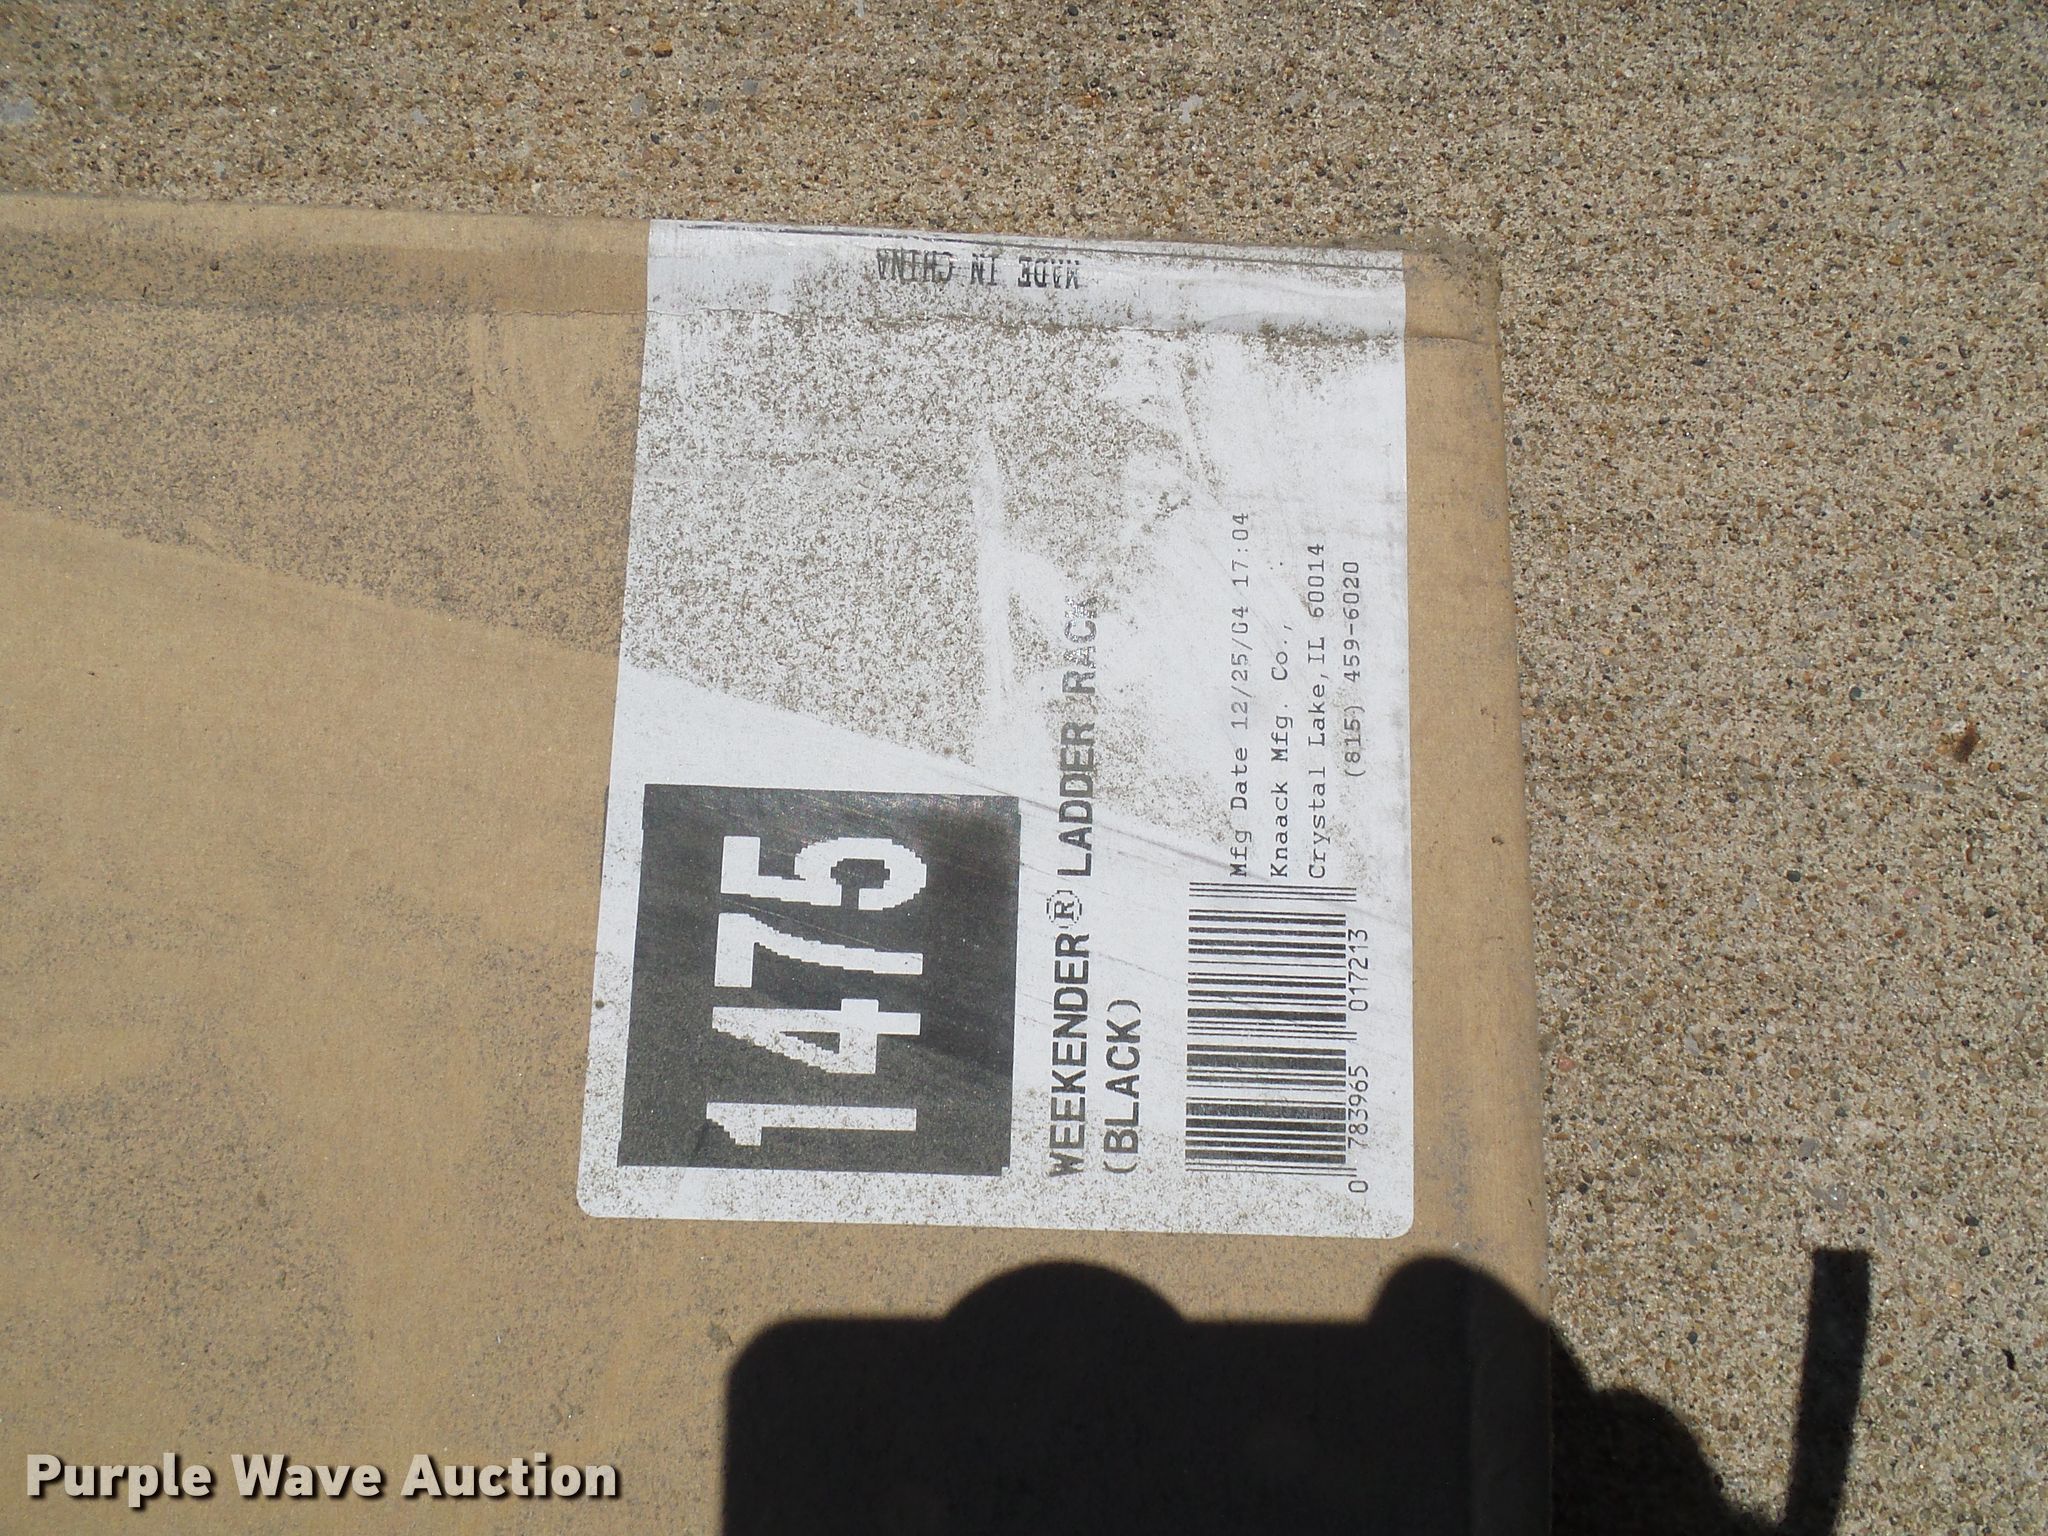 1475
WEEKENDER® LADDER RACK
(BLACK)
Mfg Date 12/25/04 17:04
Knaack Mfg. Co.,
Crystal Lake,IL 60014
(815) 459-6020
0 783965 017213
MADE IN CHINA
Purple Wave Auction